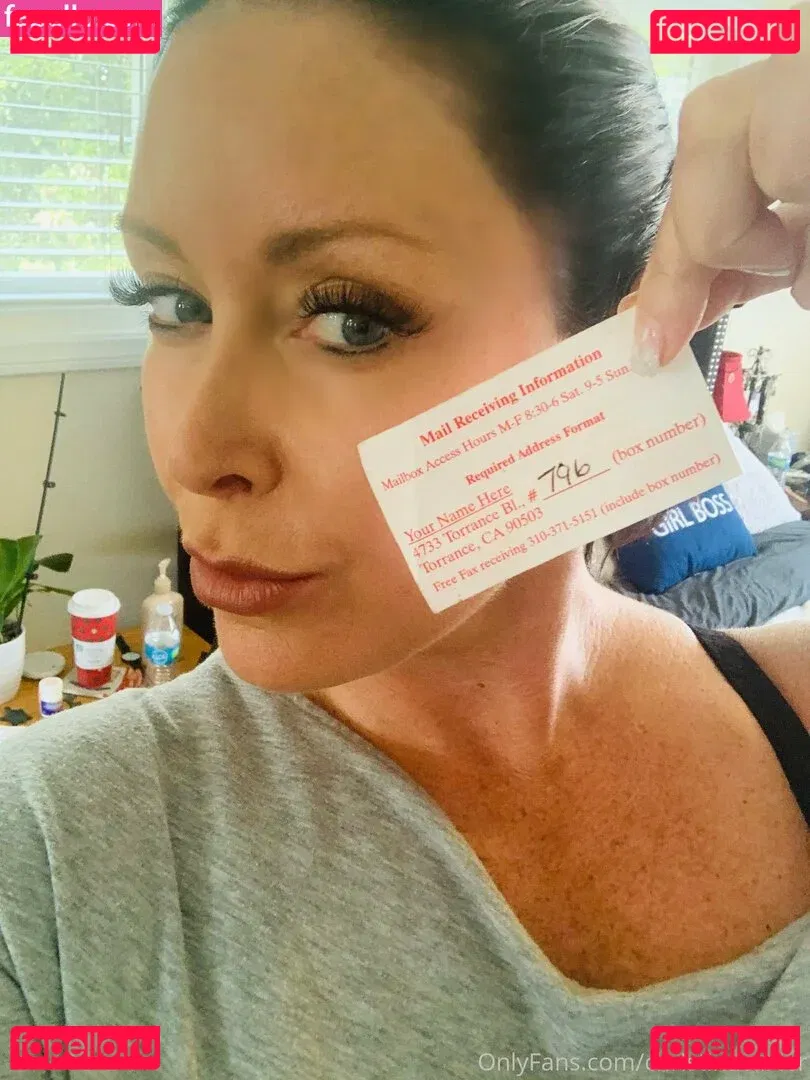 fapello.ru
fapello.ru
Mail Receiving Information
Mailbox Access Hours M-F 8:30-6 Sat. 9-5 Sun
Required Address Format
Your Name Here
4733 Torrance Bl., # 796 (box number)
Torrance, CA 90503
Free Fax receiving 310-371-5151 (include box number)
GIRL BOSS
fapello.ru
fapello.ru
OnlyFans.com/